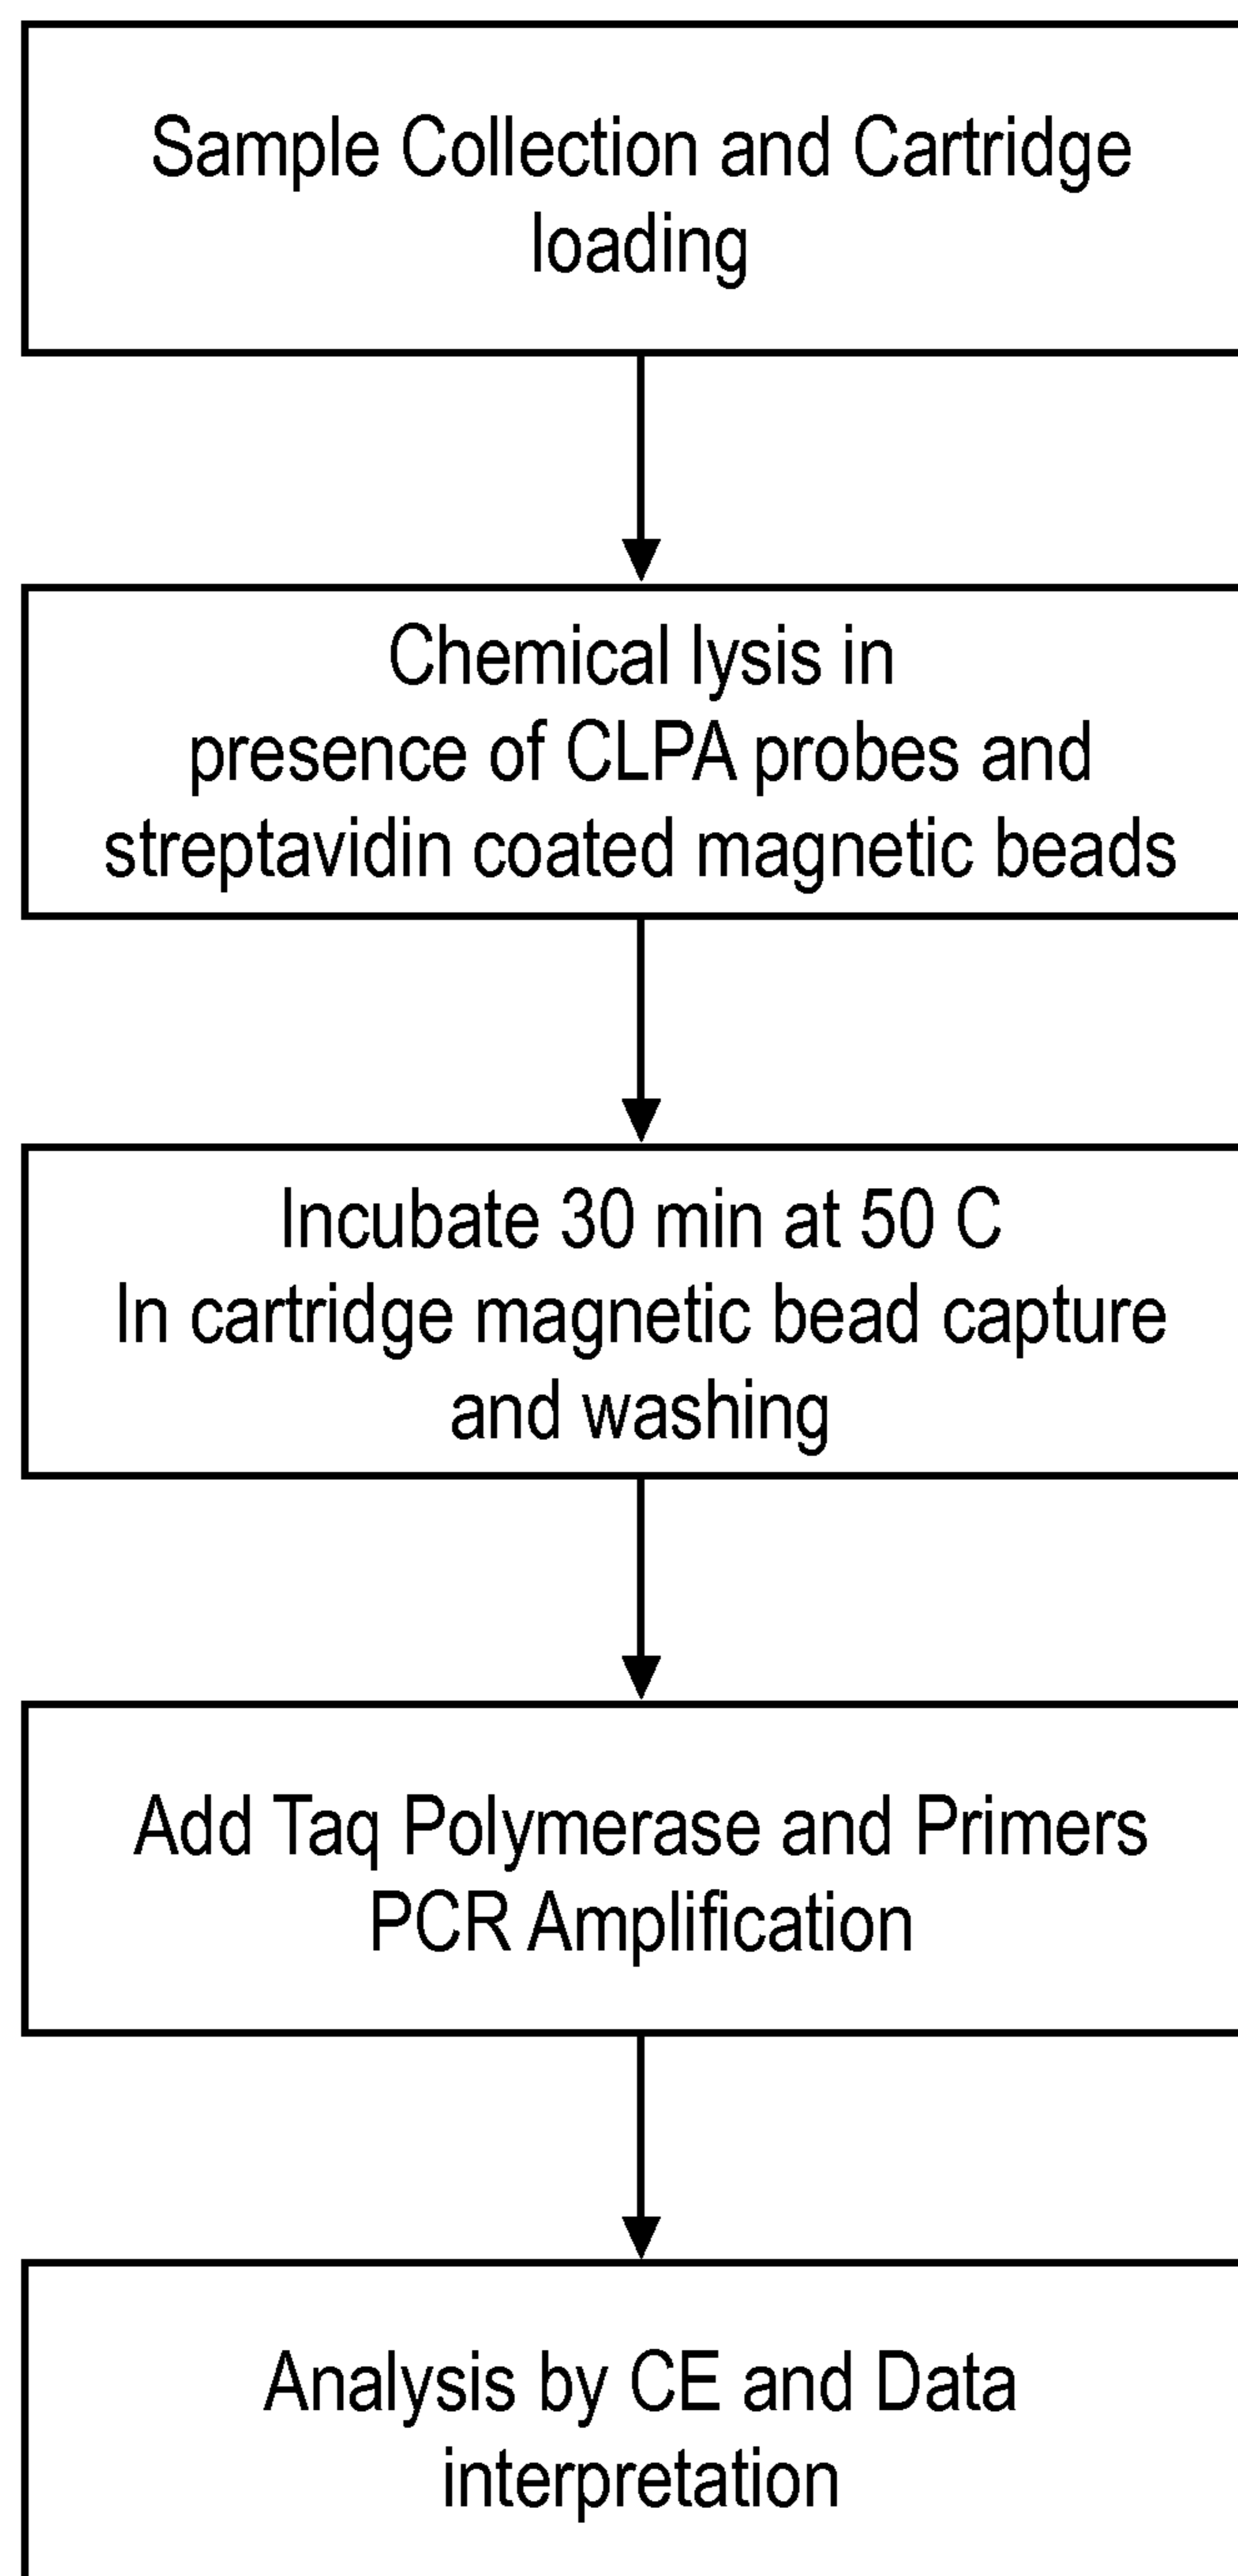 Sample Collection and Cartridge
loading
Chemical lysis in
presence of CLPA probes and
streptavidin coated magnetic beads
Incubate 30 min at 50 C
In cartridge magnetic bead capture
and washing
Add Taq Polymerase and Primers
PCR Amplification
Analysis by CE and Data
interpretation